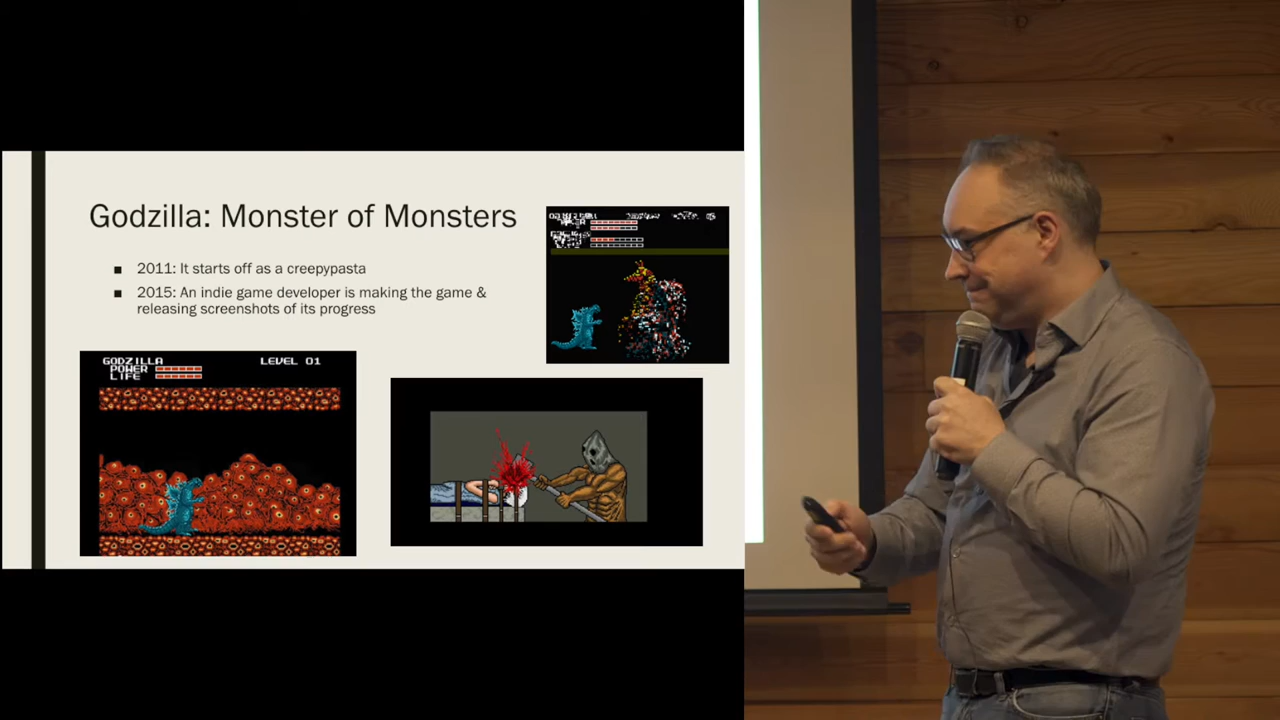 Godzilla: Monster of Monsters
2011: It starts off as a creepypasta
2015: An indie game developer is making the game &
releasing screenshots of its progress
GODZILLA LEVEL 01
POWER
LIFE